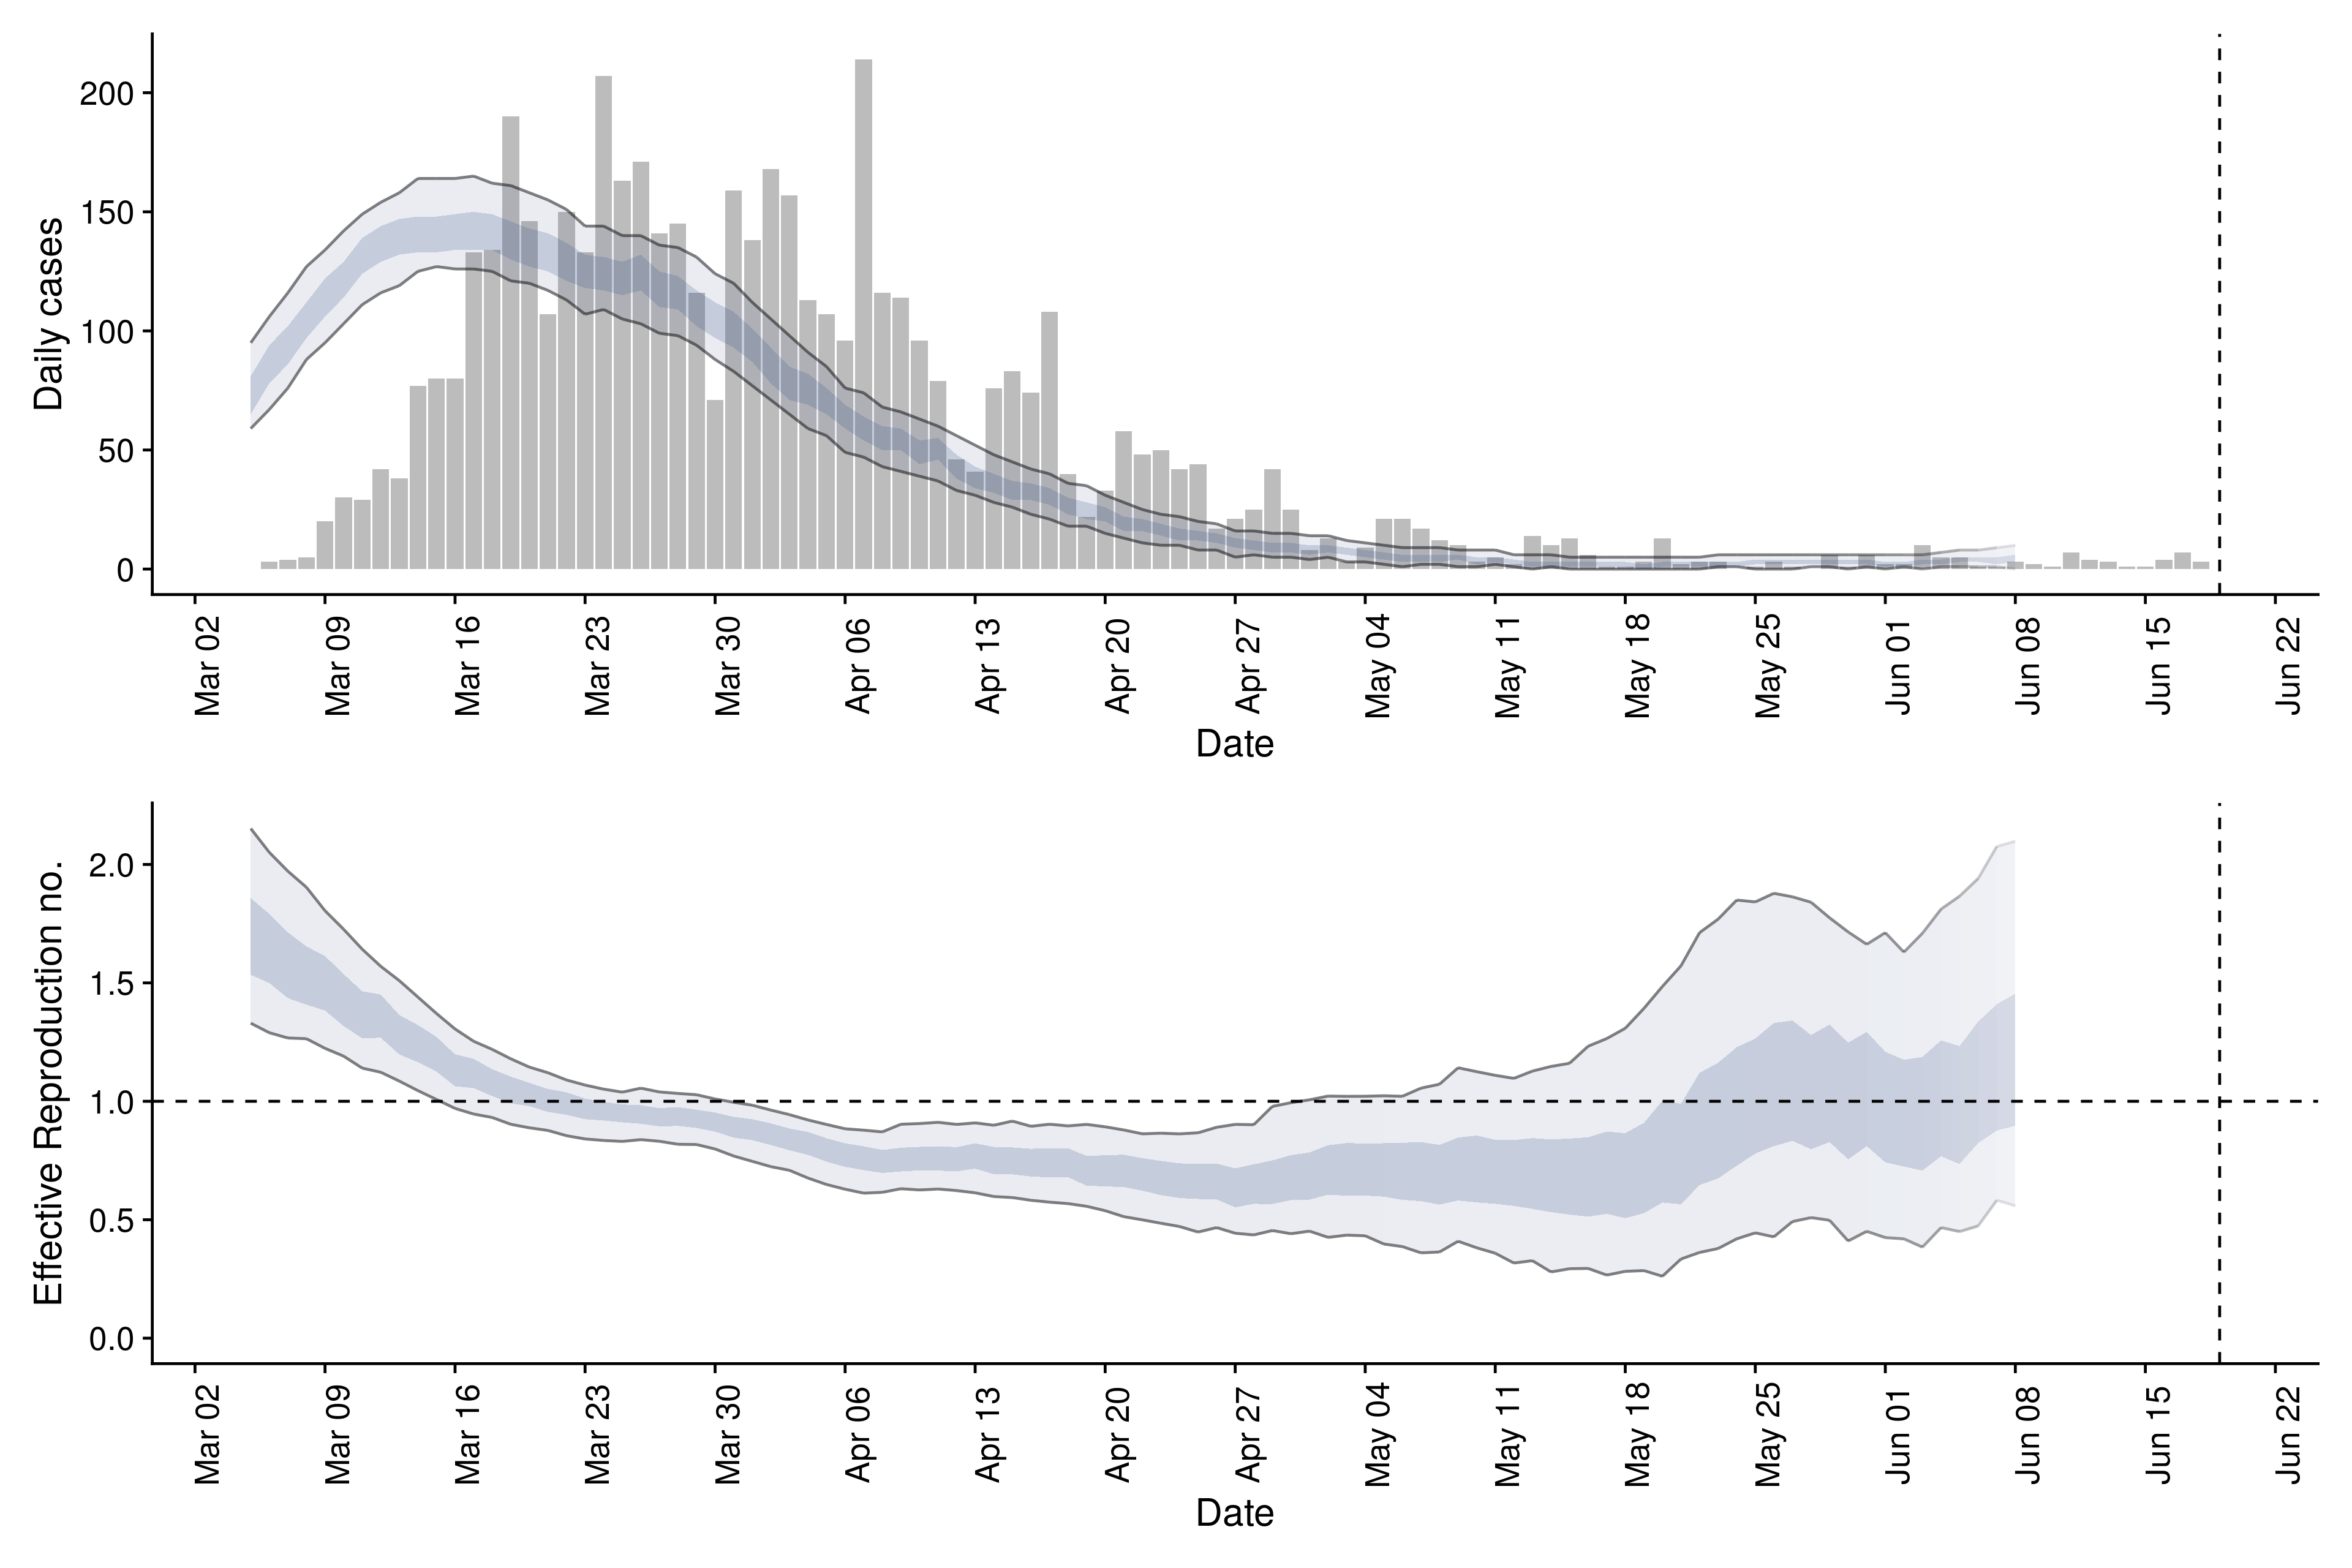 Daily cases
200
150
100
50
0
Mar 02
Mar 09
Mar 16
Mar 23
Mar 30
Apr 06
Apr 13
Apr 20
Apr 27
May 04
May 11
May 18
May 25
Jun 01
Jun 08
Jun 15
Jun 22
Date
Effective Reproduction no.
2.0
1.5
1.0
0.5
0.0
Mar 02
Mar 09
Mar 16
Mar 23
Mar 30
Apr 06
Apr 13
Apr 20
Apr 27
May 04
May 11
May 18
May 25
Jun 01
Jun 08
Jun 15
Jun 22
Date